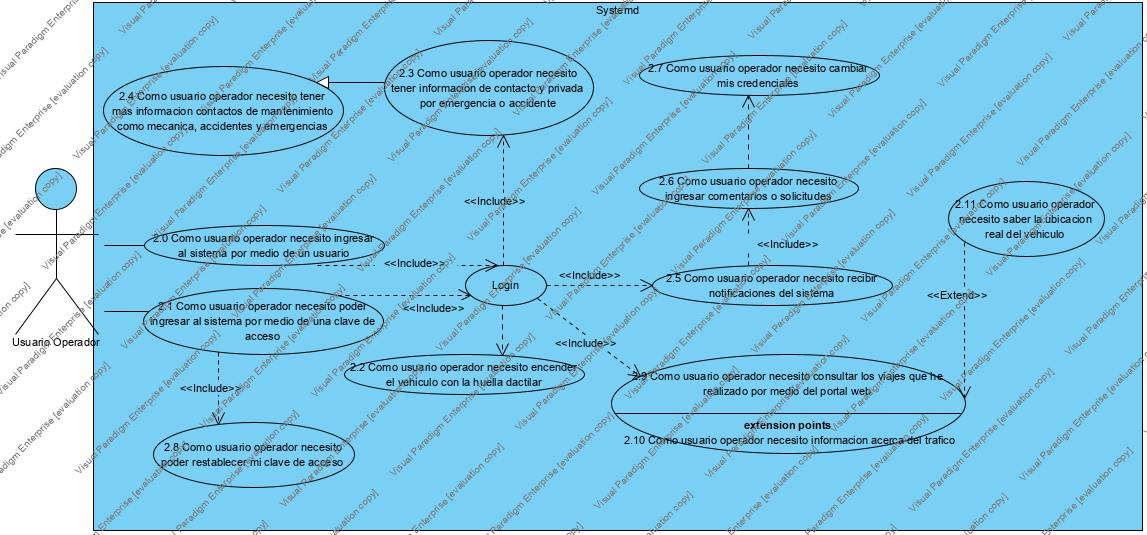 Systemd
2.3 Como usuario operador necesito
tener informacion de contacto y privada
por emergencia o accidente
2.4 Como usuario operador necesito tener
mas informacion contactos de mantenimiento
como mecanica, accidentes y emergencias
2.7 Como usuario operador necesito cambiar
mis credenciales
2.6 Como usuario operador necesito
ingresar comentarios o solicitudes
2.11 Como usuario operador
necesito saber la ubicacion
real del vehiculo
<<Include>>
2.0 Como usuario operador necesito ingresar
al sistema por medio de un usuario
<<Include>>
<<Include>>
Login
<<Include>>
2.5 Como usuario operador necesito recibir
notificaciones del sistema
<<Extend>>
2.1 Como usuario operador necesito poder
ingresar al sistema por medio de una clave de
acceso
<<Include>>
Usuario Operador
<<Include>>
2.2 Como usuario operador necesito encender
el vehiculo con la huella dactilar
<<Include>>
2.9 Como usuario operador necesito consultar los viajes que he
realizado por medio del portal web
extension points
2.10 Como usuario operador necesito informacion acerca del trafico
2.8 Como usuario operador necesito
poder restablecer mi clave de acceso
Visual Paradigm Enterprise [evaluation copy]